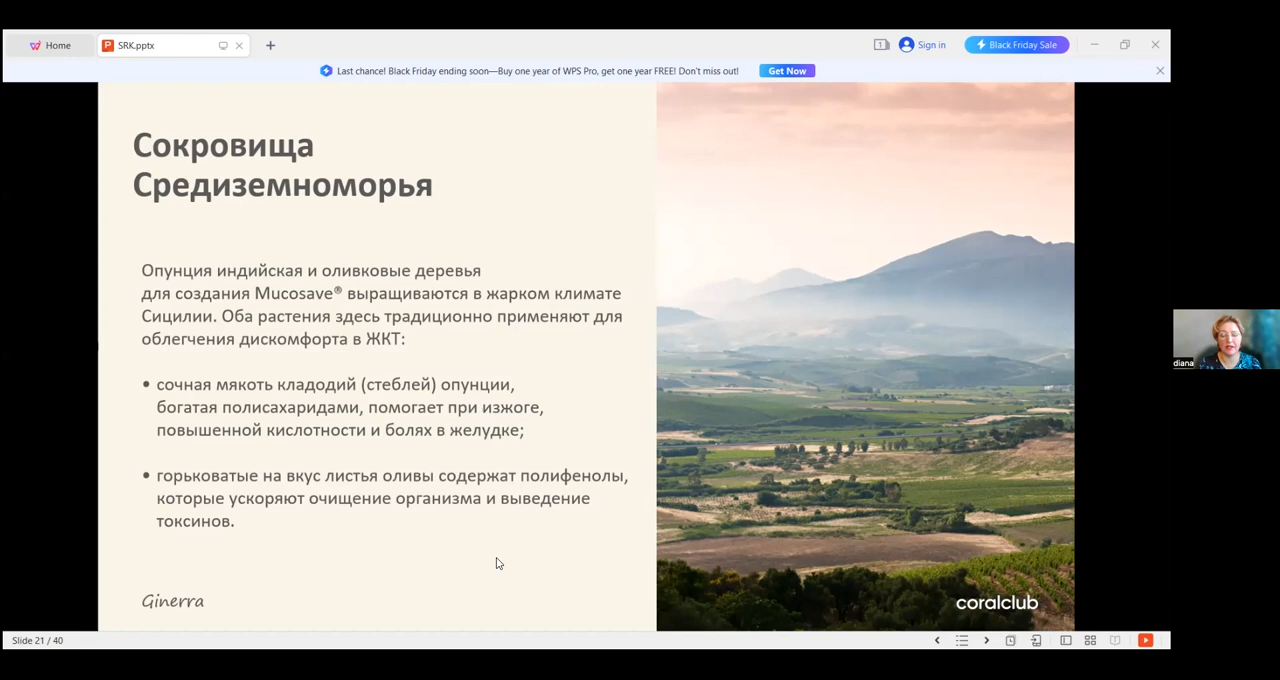 Home
SRK.pptx
1
Sign in
Black Friday Sale
Last chance! Black Friday ending soon—Buy one year of WPS Pro, get one year FREE! Don't miss out!
Get Now
Сокровища
Средиземноморья
Опунция индийская и оливковые деревья
для создания Mucosave® выращиваются в жарком климате
Сицилии. Оба растения здесь традиционно применяют для
облегчения дискомфорта в ЖКТ:
• сочная мякоть кладодий (стеблей) опунции,
богатая полисахаридами, помогает при изжоге,
повышенной кислотности и болях в желудке;
• горьковатые на вкус листья оливы содержат полифенолы,
которые ускоряют очищение организма и выведение
токсинов.
Ginerra
coralclub
diana
Slide 21 / 40